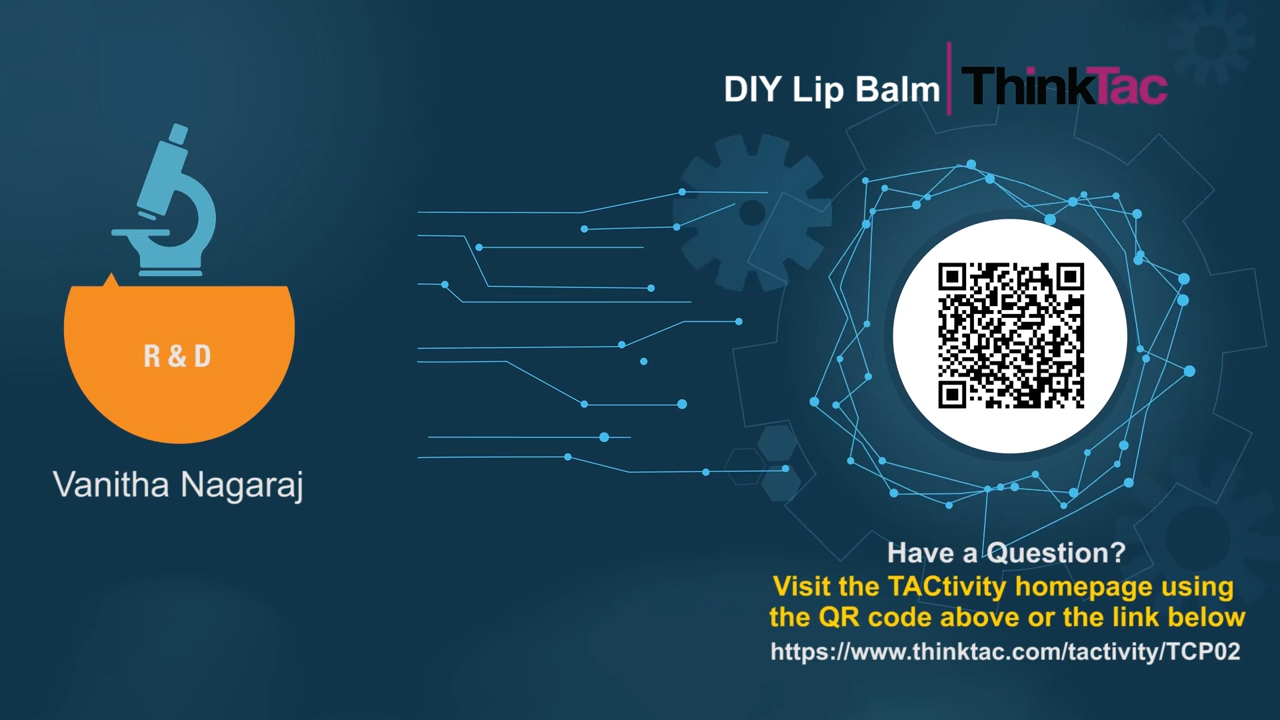 DIY Lip Balm ThinkTac
R & D
Vanitha Nagaraj
Have a Question?
Visit the TACtivity homepage using
the QR code above or the link below
https://www.thinktac.com/tactivity/TCP02